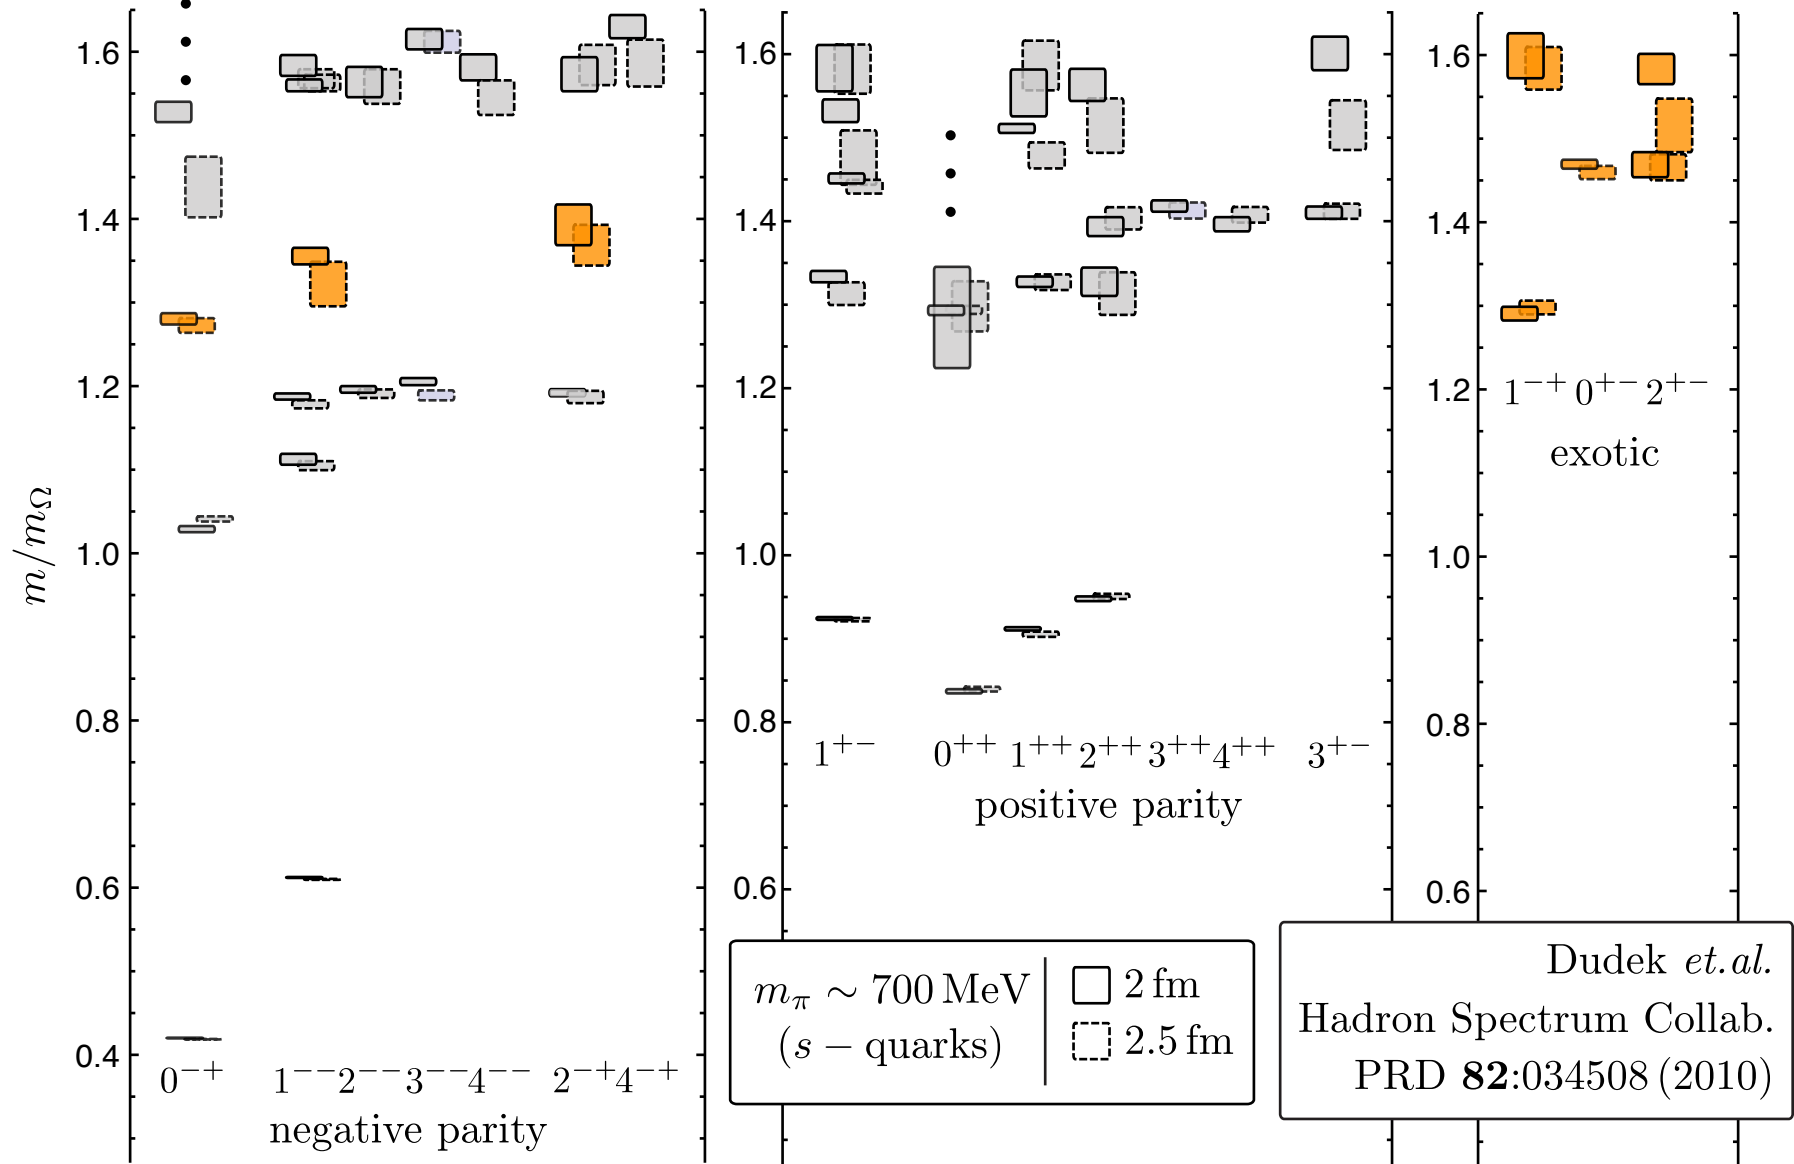 m/m_Ω
1.6
1.4
1.2
1.0
0.8
0.6
0.4
0⁻⁺ 1⁻⁻ 2⁻⁻ 3⁻⁻ 4⁻⁻ 2⁻⁺ 4⁻⁺
negative parity
1.6
1.4
1.2
1.0
0.8
0.6
1⁺⁻ 0⁺⁺ 1⁺⁺ 2⁺⁺ 3⁺⁺ 4⁺⁺ 3⁺⁻
positive parity
1.6
1.4
1.2
1.0
0.8
0.6
1⁻⁺ 0⁺⁻ 2⁺⁻
exotic
m_π ∼ 700 MeV
(s − quarks)
2 fm
2.5 fm
Dudek et.al.
Hadron Spectrum Collab.
PRD 82:034508 (2010)